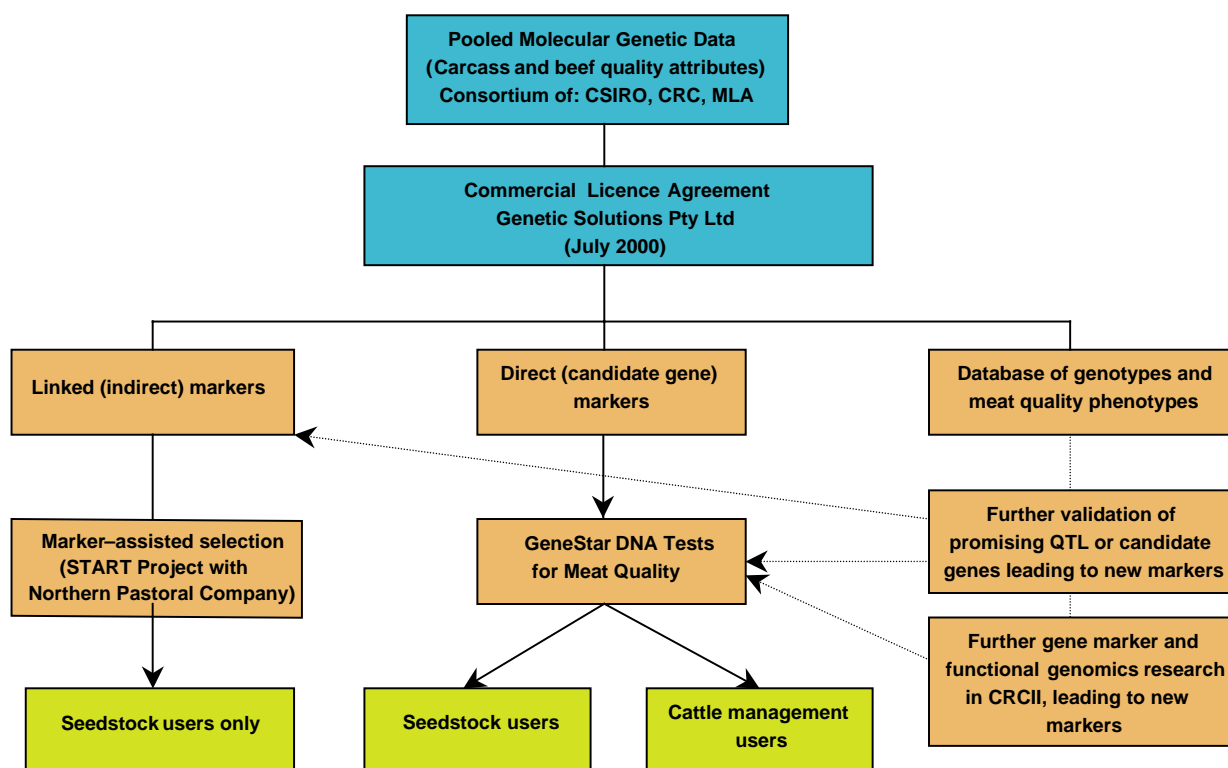 Pooled Molecular Genetic Data
(Carcass and beef quality attributes)
Consortium of: CSIRO, CRC, MLA
Commercial Licence Agreement
Genetic Solutions Pty Ltd
(July 2000)
Linked (indirect) markers
Direct (candidate gene)
markers
Database of genotypes and
meat quality phenotypes
Marker–assisted selection
(START Project with
Northern Pastoral Company)
GeneStar DNA Tests
for Meat Quality
Further validation of
promising QTL or candidate
genes leading to new markers
Further gene marker and
functional genomics research
in CRCII, leading to new
markers
Seedstock users only
Seedstock users
Cattle management
users